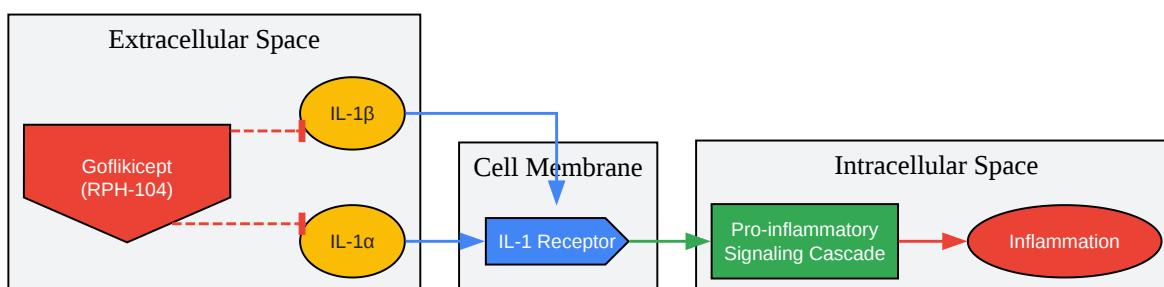 Extracellular Space
IL-1β
Goflikicept
(RPH-104)
IL-1α
Cell Membrane
IL-1 Receptor
Intracellular Space
Pro-inflammatory
Signaling Cascade
Inflammation